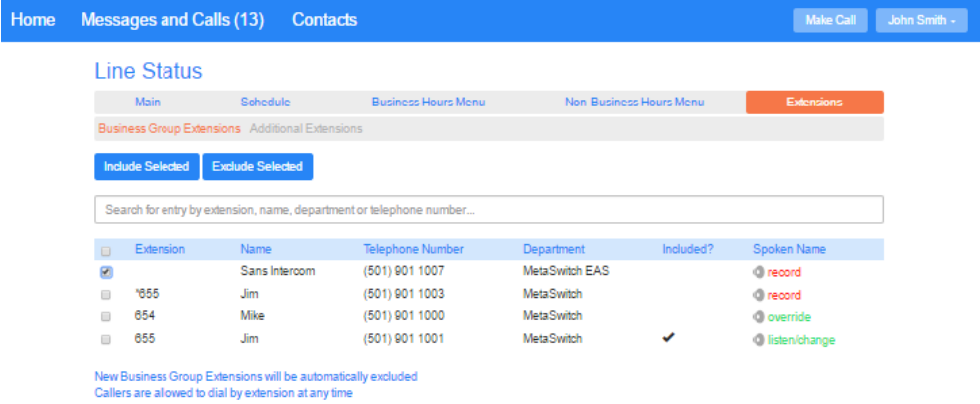 Home Messages and Calls (13) Contacts Make Call John Smith
Line Status
Main Schedule Business Hours Menu Non Business Hours Menu Extensions
Business Group Extensions Additional Extensions
Include Selected Exclude Selected
Search for entry by extension, name, department or telephone number...
Extension Name Telephone Number Department Included? Spoken Name
Sans Intercom (501) 901 1007 MetaSwitch EAS record
*655 Jim (501) 901 1003 MetaSwitch record
654 Mike (501) 901 1000 MetaSwitch override
655 Jim (501) 901 1001 MetaSwitch ✔ listen/change
New Business Group Extensions will be automatically excluded
Callers are allowed to dial by extension at any time